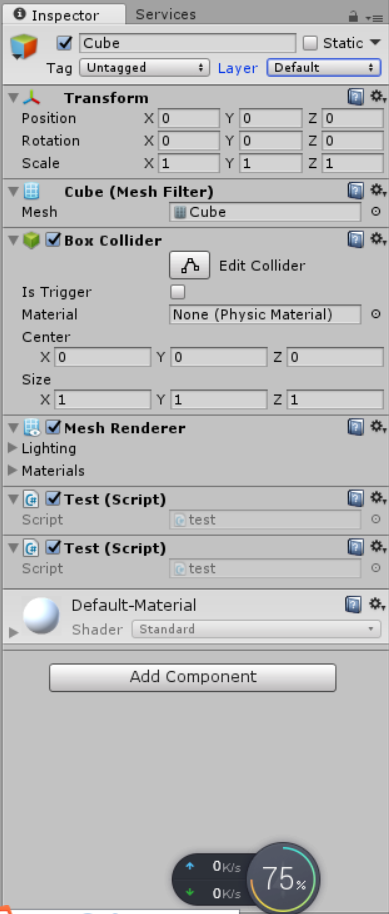 Inspector Services
Cube Static
Tag Untagged Layer Default
Transform
Position X 0 Y 0 Z 0
Rotation X 0 Y 0 Z 0
Scale X 1 Y 1 Z 1
Cube (Mesh Filter)
Mesh Cube
Box Collider
Edit Collider
Is Trigger
Material None (Physic Material)
Center
X 0 Y 0 Z 0
Size
X 1 Y 1 Z 1
Mesh Renderer
Lighting
Materials
Test (Script)
Script test
Test (Script)
Script test
Default-Material
Shader Standard
Add Component
0K/s
75%
0K/s